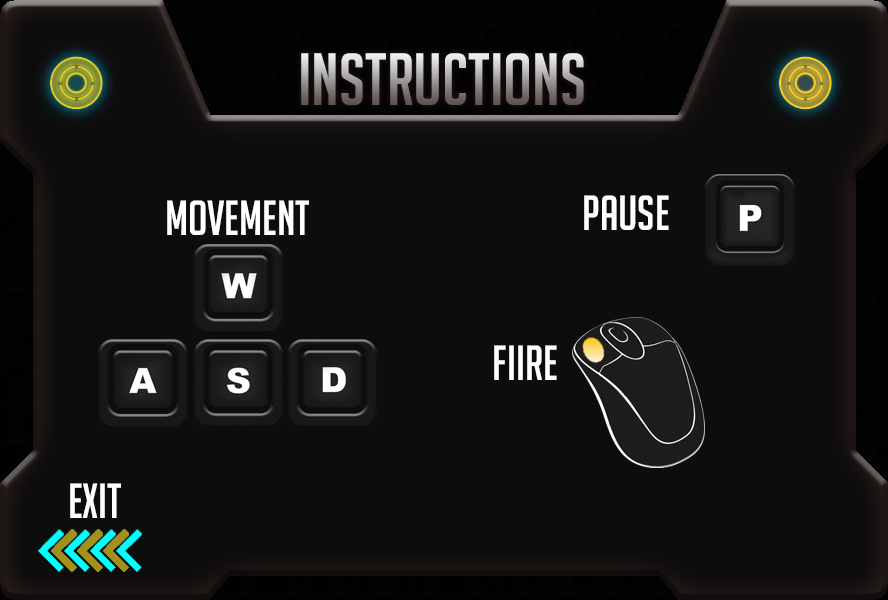 INSTRUCTIONS
MOVEMENT
W
A S D
PAUSE P
FIIRE
EXIT